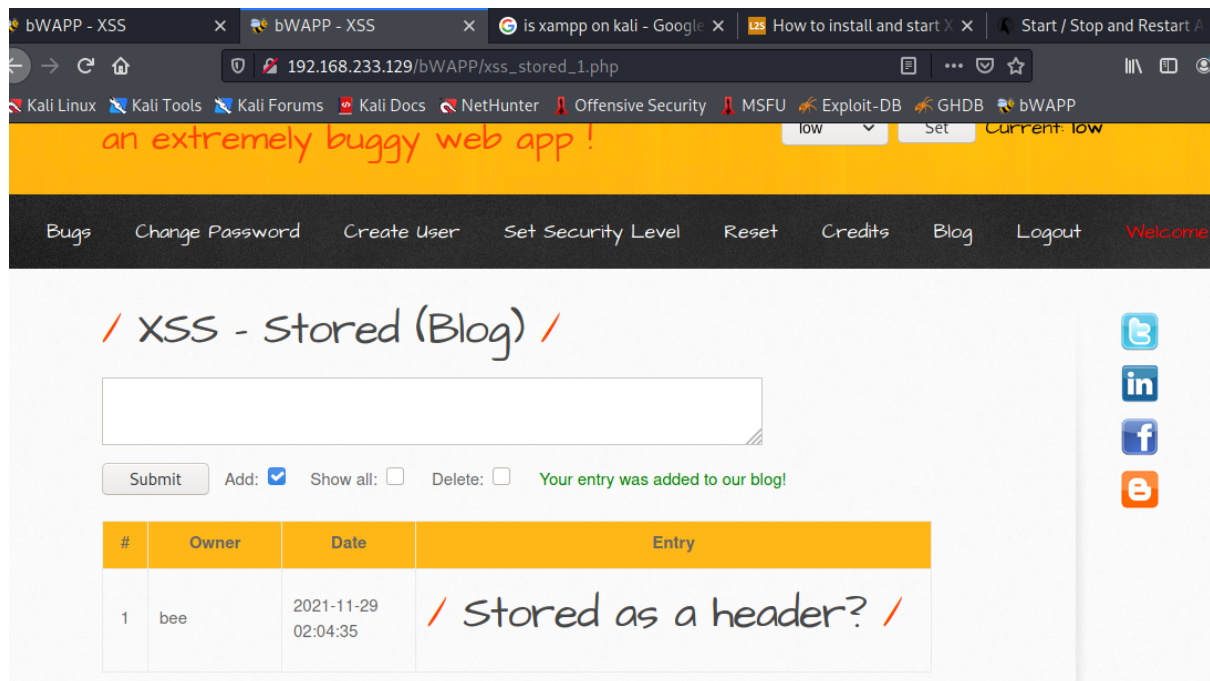 bWAPP - XSS
bWAPP - XSS
is xampp on kali - Google
How to install and start X
Start / Stop and Restart A
192.168.233.129/bWAPP/xss_stored_1.php
Kali Linux Kali Tools Kali Forums Kali Docs NetHunter Offensive Security MSFU Exploit-DB GHDB bWAPP
an extremely buggy web app !
low Set Current: low
Bugs Change Password Create User Set Security Level Reset Credits Blog Logout Welcome
/ XSS - Stored (Blog) /
Submit Add: Show all: Delete: Your entry was added to our blog!
# Owner Date Entry
1 bee 2021-11-29 / Stored as a header? /
02:04:35